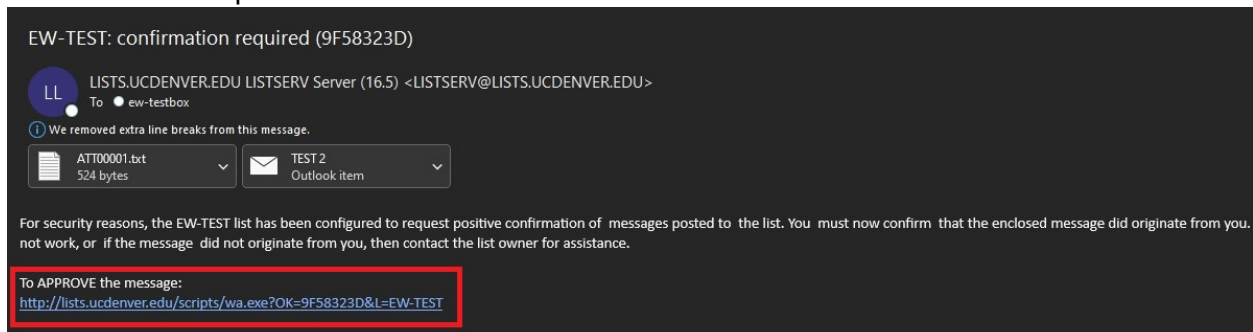 EW-TEST: confirmation required (9F58323D)
LL
LISTS.UCDENVER.EDU LISTSERV Server (16.5) <LISTSERV@LISTS.UCDENVER.EDU>
To ew-testbox
We removed extra line breaks from this message.
ATT00001.txt
524 bytes
TEST 2
Outlook item
For security reasons, the EW-TEST list has been configured to request positive confirmation of messages posted to the list. You must now confirm that the enclosed message did originate from you.
not work, or if the message did not originate from you, then contact the list owner for assistance.
To APPROVE the message:
http://lists.ucdenver.edu/scripts/wa.exe?OK=9F58323D&L=EW-TEST